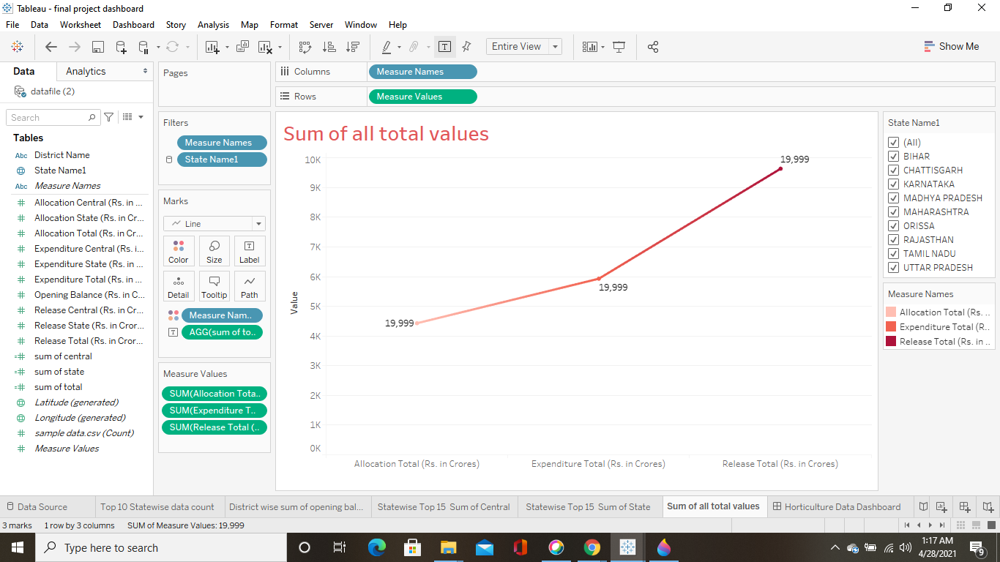 Tableau - final project dashboard
File Data Worksheet Dashboard Story Analysis Map Format Server Window Help
Entire View
Show Me
Data Analytics
datafile (2)
Search
Tables
Abc District Name
State Name1
Abc Measure Names
Allocation Central (Rs. in ...
Allocation State (Rs. in Cr...
Allocation Total (Rs. in Cr...
Expenditure Central (Rs. i...
Expenditure State (Rs. in ...
Expenditure Total (Rs. in ...
Opening Balance (Rs. in C...
Release Central (Rs. in Cr...
Release State (Rs. in Cror...
Release Total (Rs. in Cror...
sum of central
sum of state
sum of total
Latitude (generated)
Longitude (generated)
sample data.csv (Count)
Measure Values
Pages
Filters
Measure Names
State Name1
Marks
Line
Color Size Label
Detail Tooltip Path
Measure Nam..
AGG(sum of to..
Measure Values
SUM(Allocation Tota..
SUM(Expenditure T..
SUM(Release Total (..
Columns Measure Names
Rows Measure Values
Sum of all total values
10K
9K
8K
7K
6K
5K
4K
3K
2K
1K
0K
Value
19,999
19,999
19,999
Allocation Total (Rs. in Crores) Expenditure Total (Rs. in Crores) Release Total (Rs. in Crores)
State Name1
(All)
BIHAR
CHATTISGARH
KARNATAKA
MADHYA PRADESH
MAHARASHTRA
ORISSA
RAJASTHAN
TAMIL NADU
UTTAR PRADESH
Measure Names
Allocation Total (Rs. ..
Expenditure Total (R..
Release Total (Rs. in ..
Data Source Top 10 Statewise data count District wise sum of opening bal... Statewise Top 15 Sum of Central Statewise Top 15 Sum of State Sum of all total values Horticulture Data Dashboard
3 marks 1 row by 3 columns SUM of Measure Values: 19,999
Type here to search
1:17 AM
4/28/2021
9